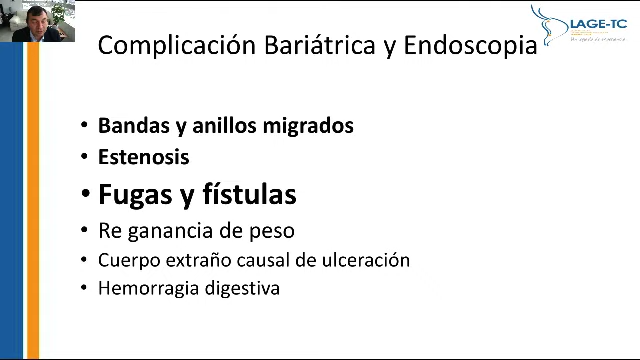 LAGE-TC
Complicación Bariátrica y Endoscopia
• Bandas y anillos migrados
• Estenosis
• Fugas y fístulas
• Re ganancia de peso
• Cuerpo extraño causal de ulceración
• Hemorragia digestiva